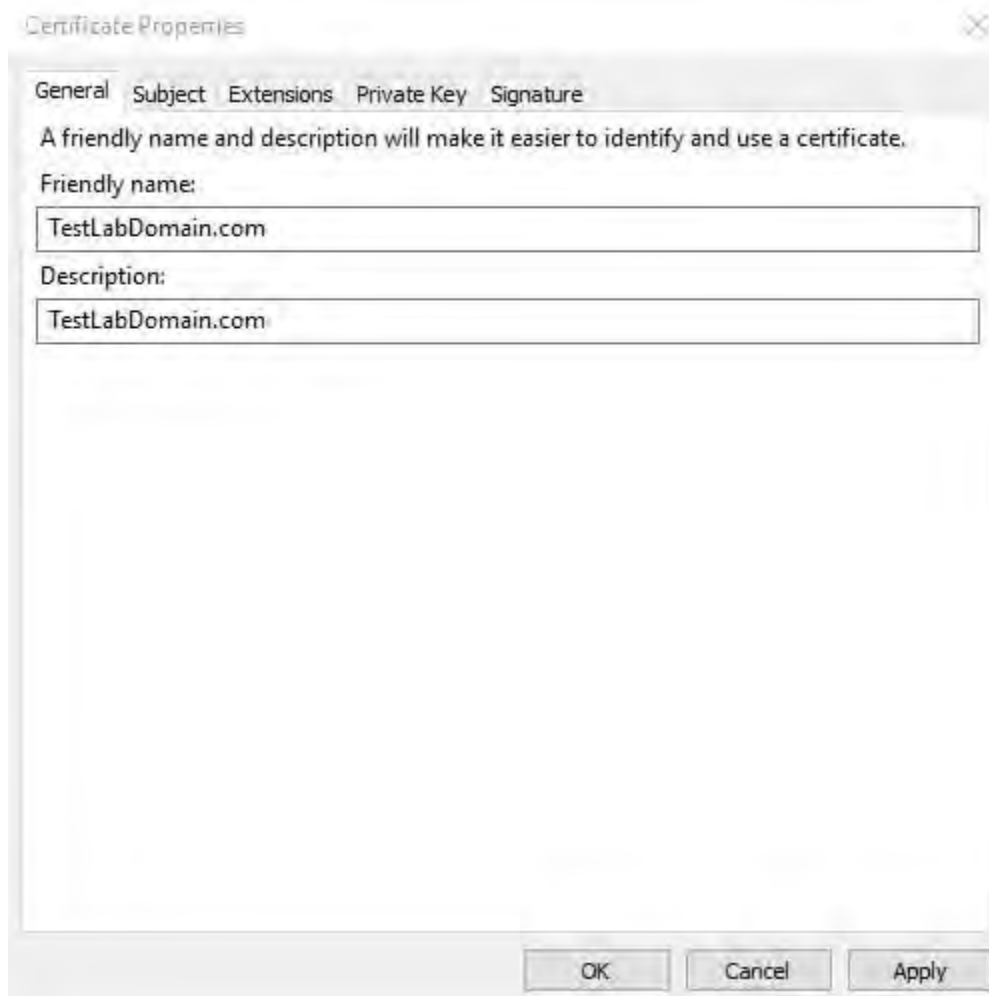 Certificate Properties
General Subject Extensions Private Key Signature
A friendly name and description will make it easier to identify and use a certificate.
Friendly name:
TestLabDomain.com
Description:
TestLabDomain.com
OK Cancel Apply